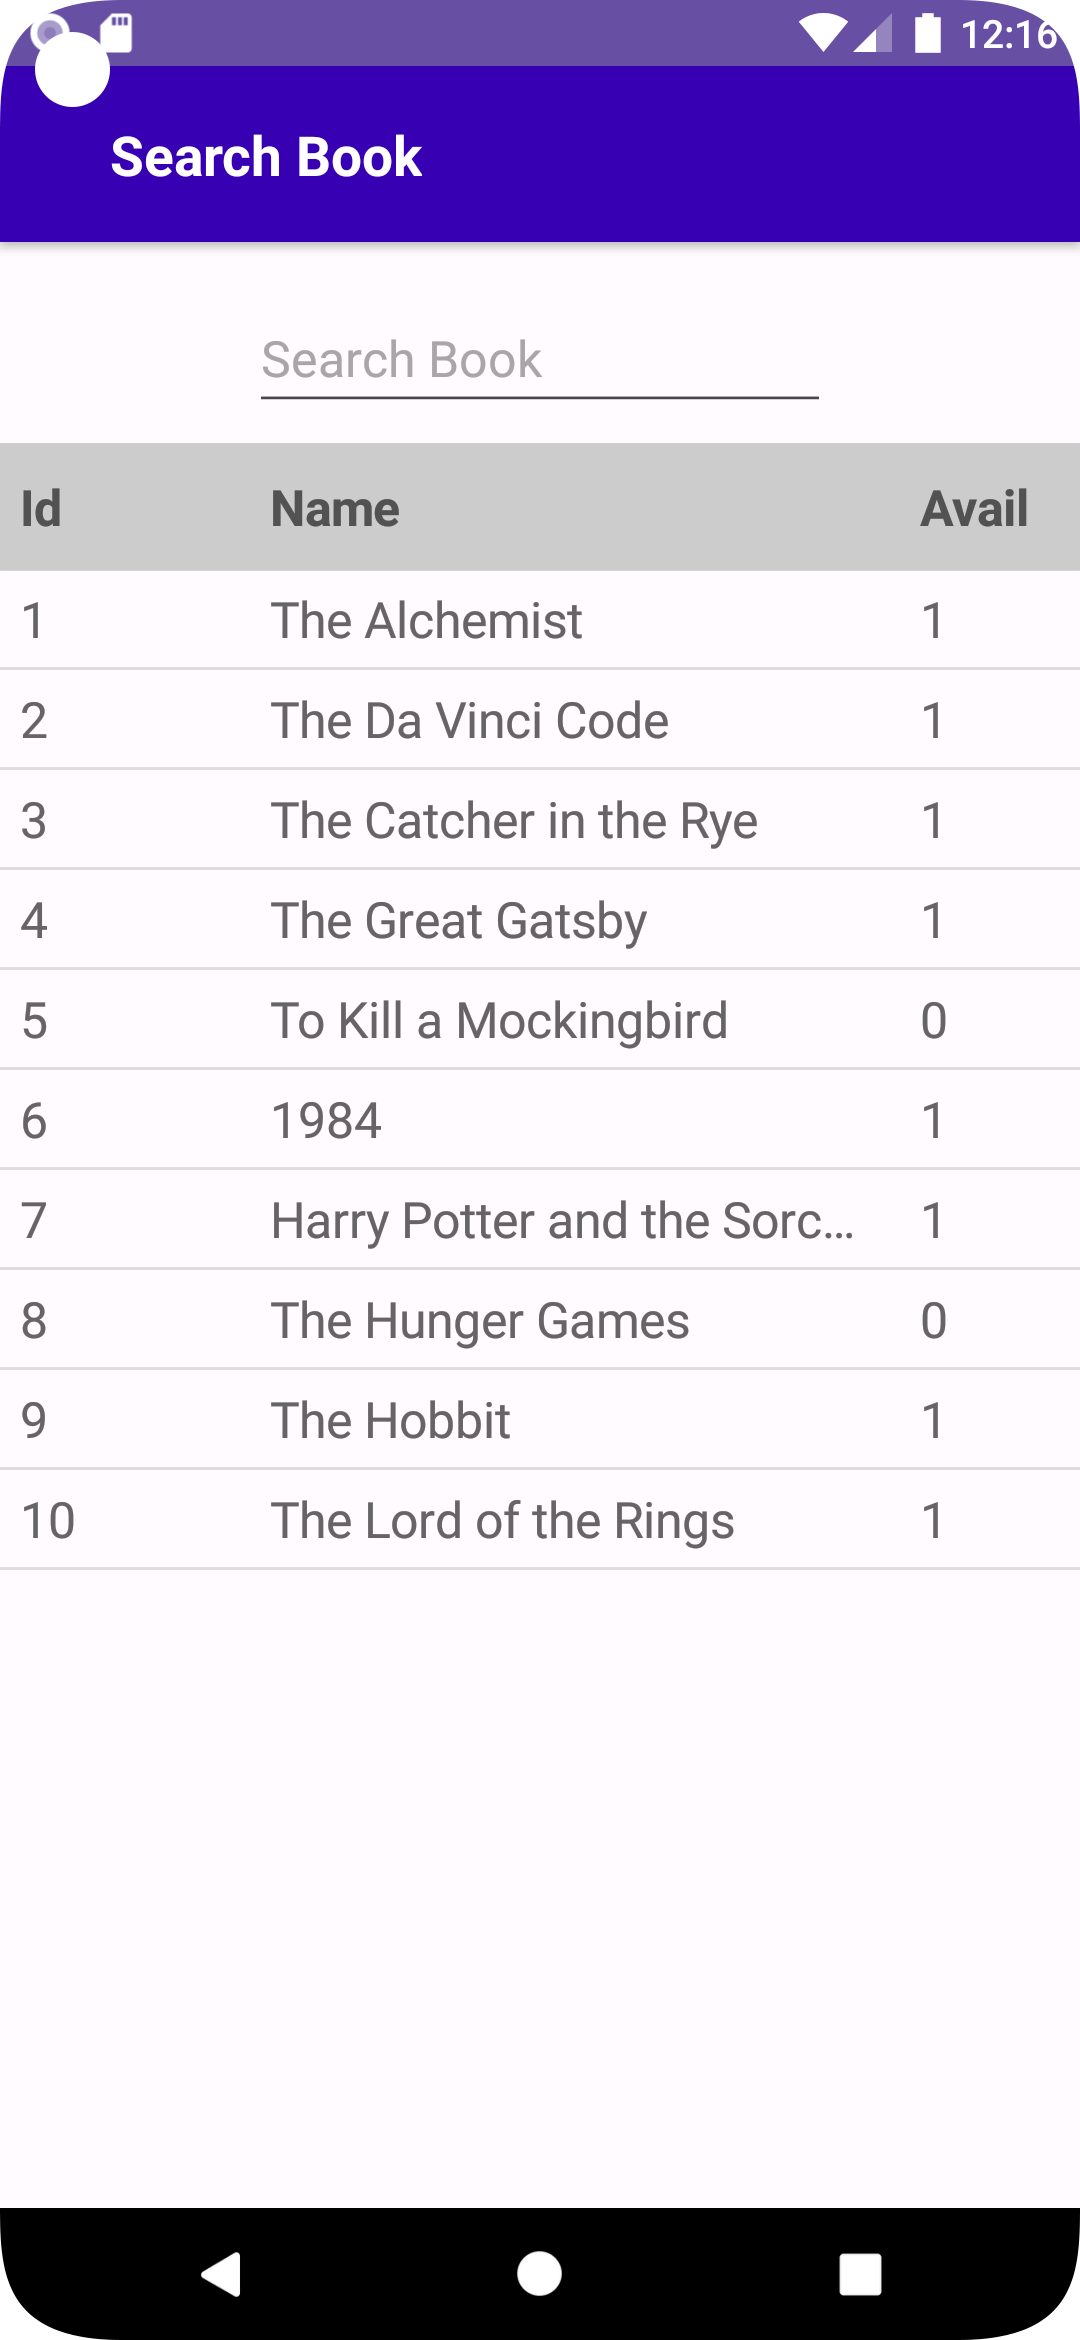 12:16
Search Book
Search Book
Id Name Avail
1 The Alchemist 1
2 The Da Vinci Code 1
3 The Catcher in the Rye 1
4 The Great Gatsby 1
5 To Kill a Mockingbird 0
6 1984 1
7 Harry Potter and the Sorc... 1
8 The Hunger Games 0
9 The Hobbit 1
10 The Lord of the Rings 1